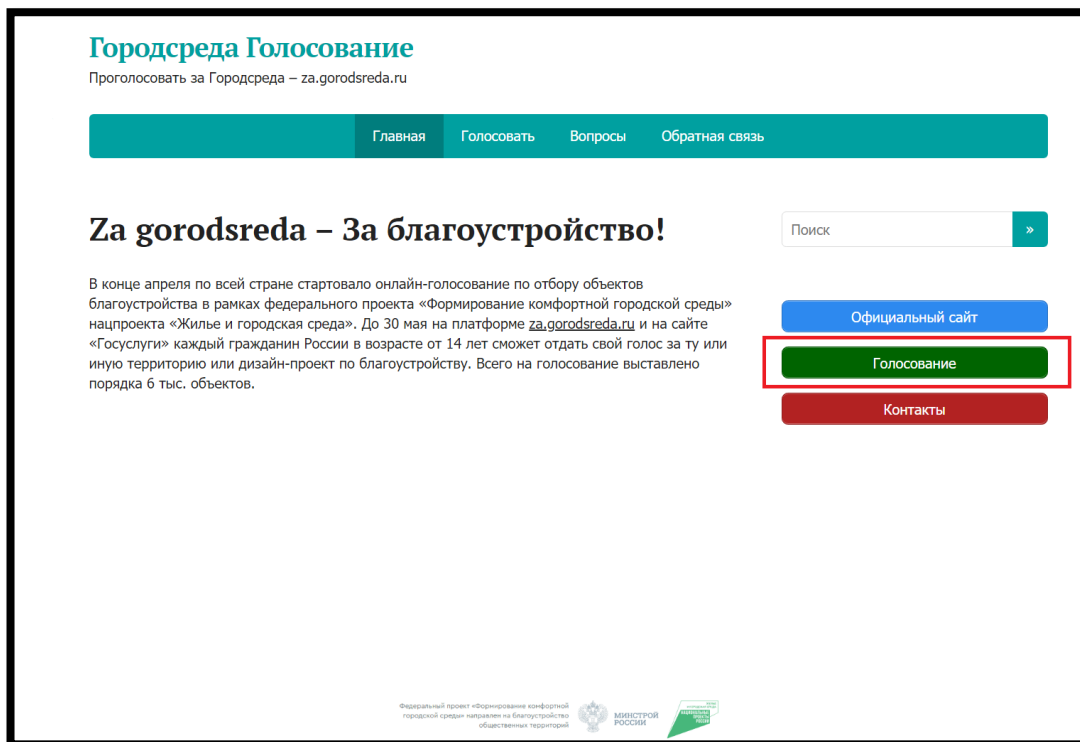 Городсреда Голосование
Проголосовать за Городсреда – za.gorodsreda.ru
Главная Голосовать Вопросы Обратная связь
Za gorodsreda – За благоустройство!
Поиск »
В конце апреля по всей стране стартовало онлайн-голосование по отбору объектов
благоустройства в рамках федерального проекта «Формирование комфортной городской среды»
нацпроекта «Жилье и городская среда». До 30 мая на платформе za.gorodsreda.ru и на сайте
«Госуслуги» каждый гражданин России в возрасте от 14 лет сможет отдать свой голос за ту или
иную территорию или дизайн-проект по благоустройству. Всего на голосование выставлено
порядка 6 тыс. объектов.
Официальный сайт
Голосование
Контакты
Федеральный проект «Формирование комфортной
городской среды» направлен на благоустройство
общественных территорий
МИНСТРОЙ
РОССИИ
НАЦИОНАЛЬНЫЕ
ПРОЕКТЫ
РОССИИ